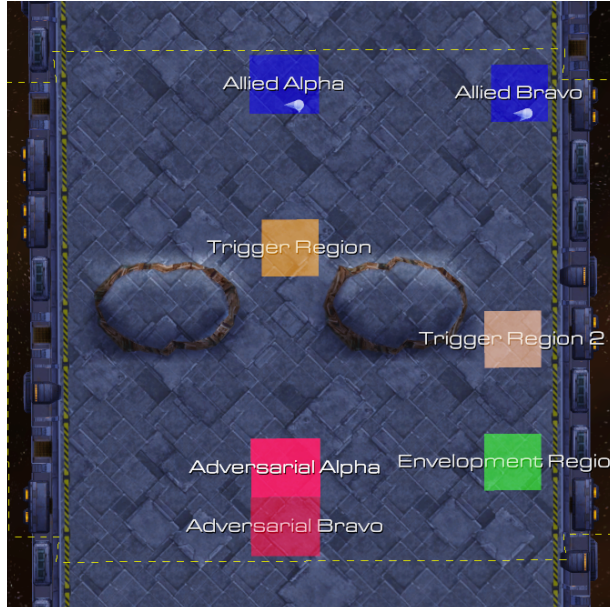 Allied Alpha
Allied Bravo
Trigger Region
Trigger Region 2
Envelopment Regio
Adversarial Alpha
Adversarial Bravo